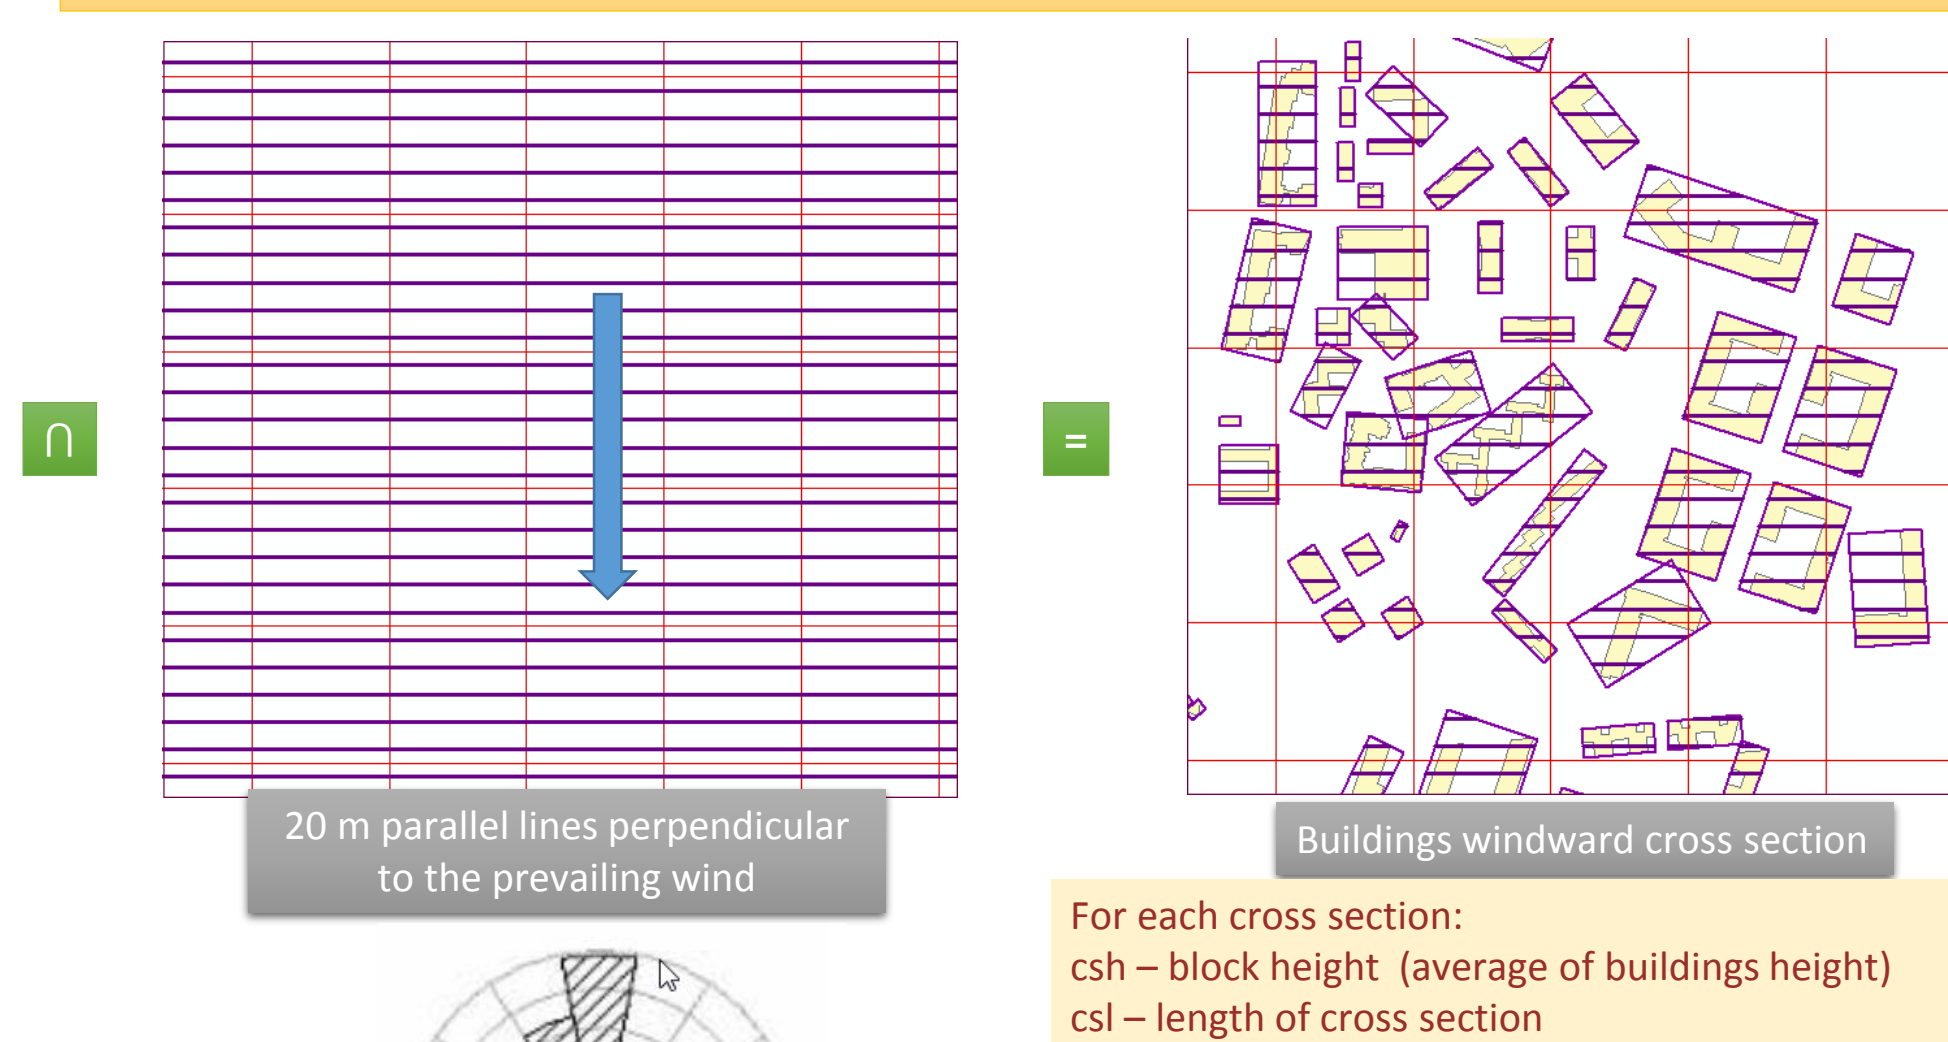 ∩
=
20 m parallel lines perpendicular
to the prevailing wind
Buildings windward cross section
For each cross section:
csh – block height (average of buildings height)
csl – length of cross section